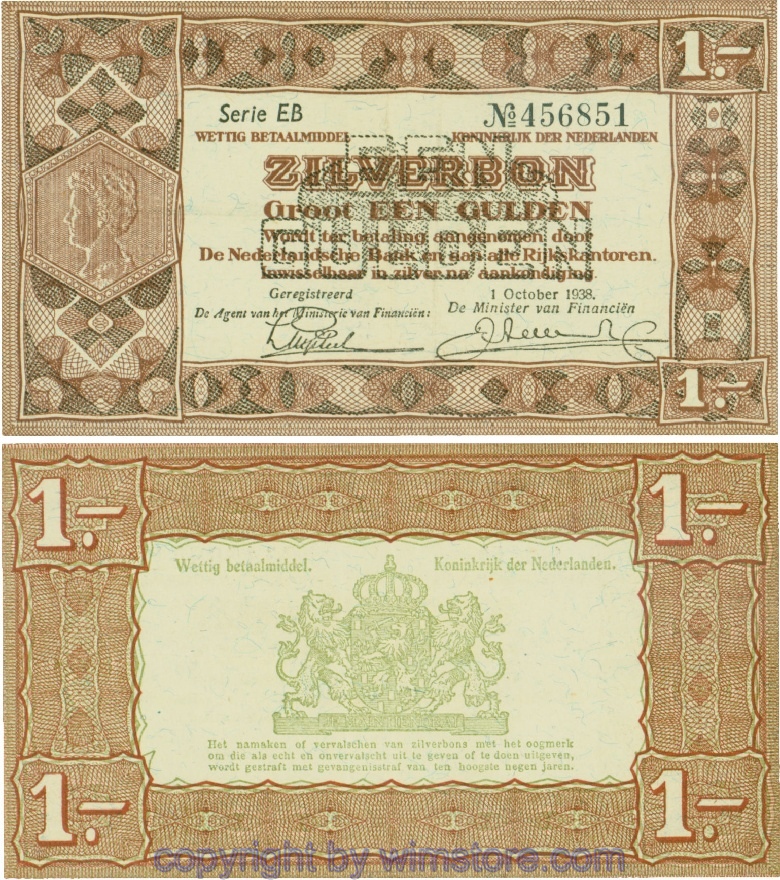 1.-
Serie EB № 456851
WETTIG BETAALMIDDEL KONINKRIJK DER NEDERLANDEN
ZILVERBON
Groot EEN GULDEN
EEN
GULDEN
Wordt ter betaling aangenomen door
De Nederlandsche Bank en aan alle Rijkskantoren.
Inwisselbaar in zilver na aankondiging.
Geregistreerd 1 October 1938.
De Agent van het Ministerie van Financiën: De Minister van Financiën
1.-
1.- 1.-
Wettig betaalmiddel. Koninkrijk der Nederlanden.
Het namaken of vervalschen van zilverbons met het oogmerk
om die als echt en onvervalscht uit te geven of te doen uitgeven,
wordt gestraft met gevangenisstraf van ten hoogste negen jaren.
1.- 1.-
copyright by wimstore.com